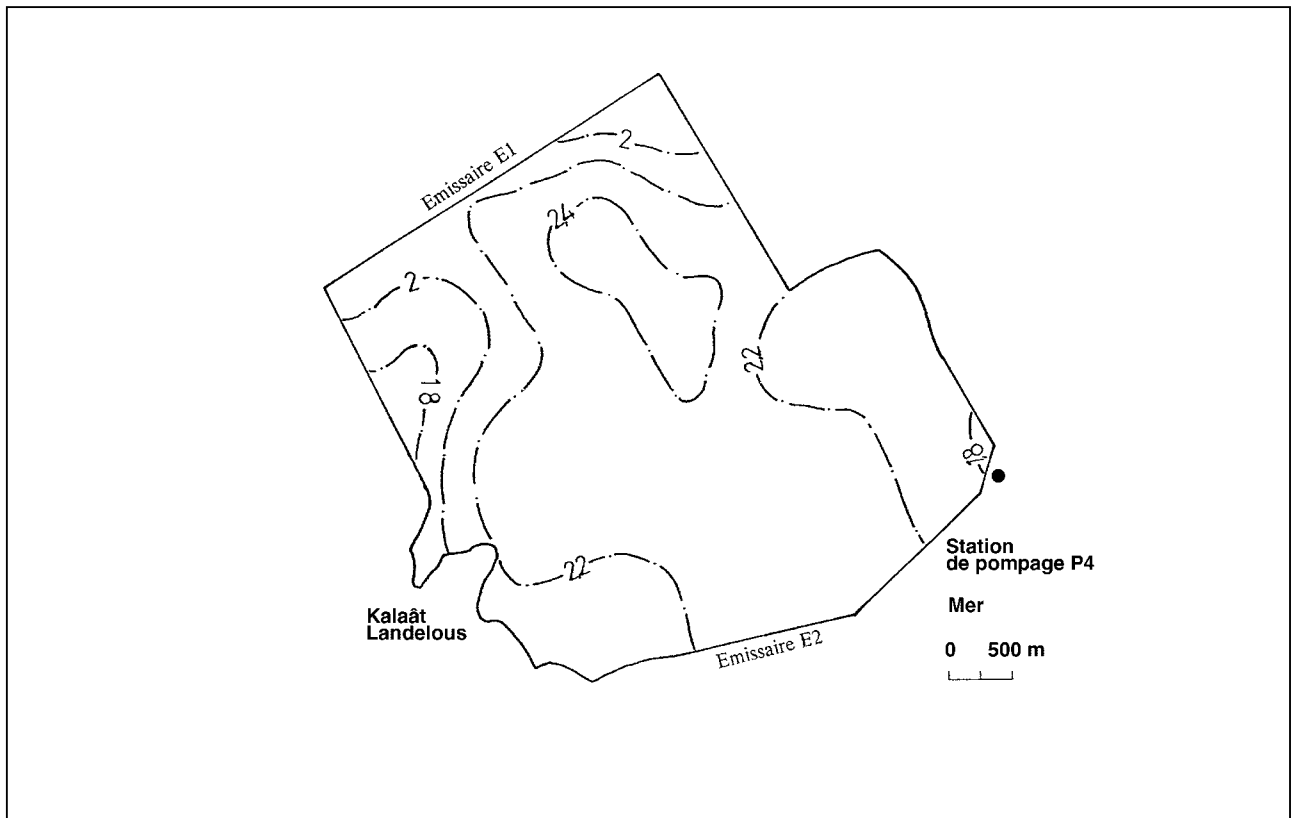 2
Emissaire E1
24
2
22
18
18
Station
de pompage P4
22
Mer
Kalaât
Landelous
Emissaire E2
0 500 m